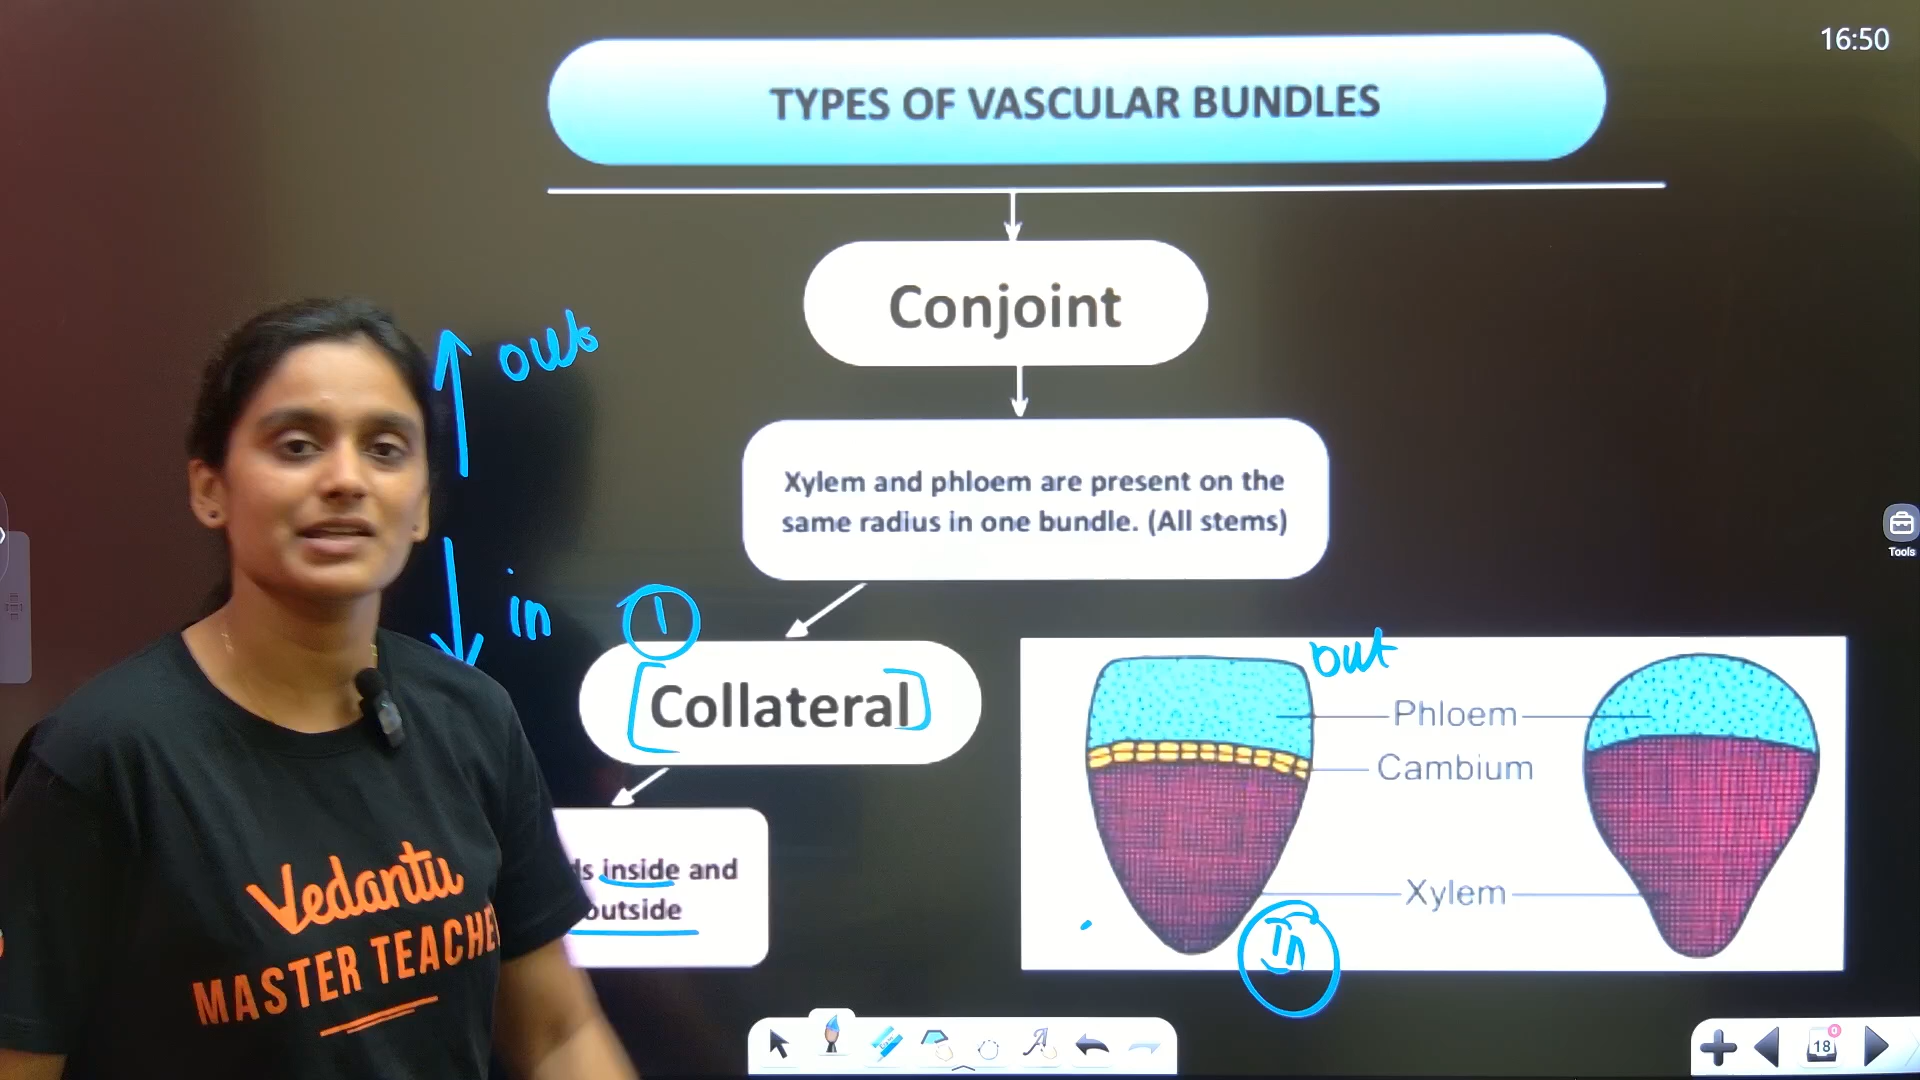 16:50
TYPES OF VASCULAR BUNDLES
Conjoint
out
Xylem and phloem are present on the
same radius in one bundle. (All stems)
in
1
Collateral
out
Phloem
Cambium
Xylem
In
inside and
outside
Vedantu
MASTER TEACHE
Tools
18
0